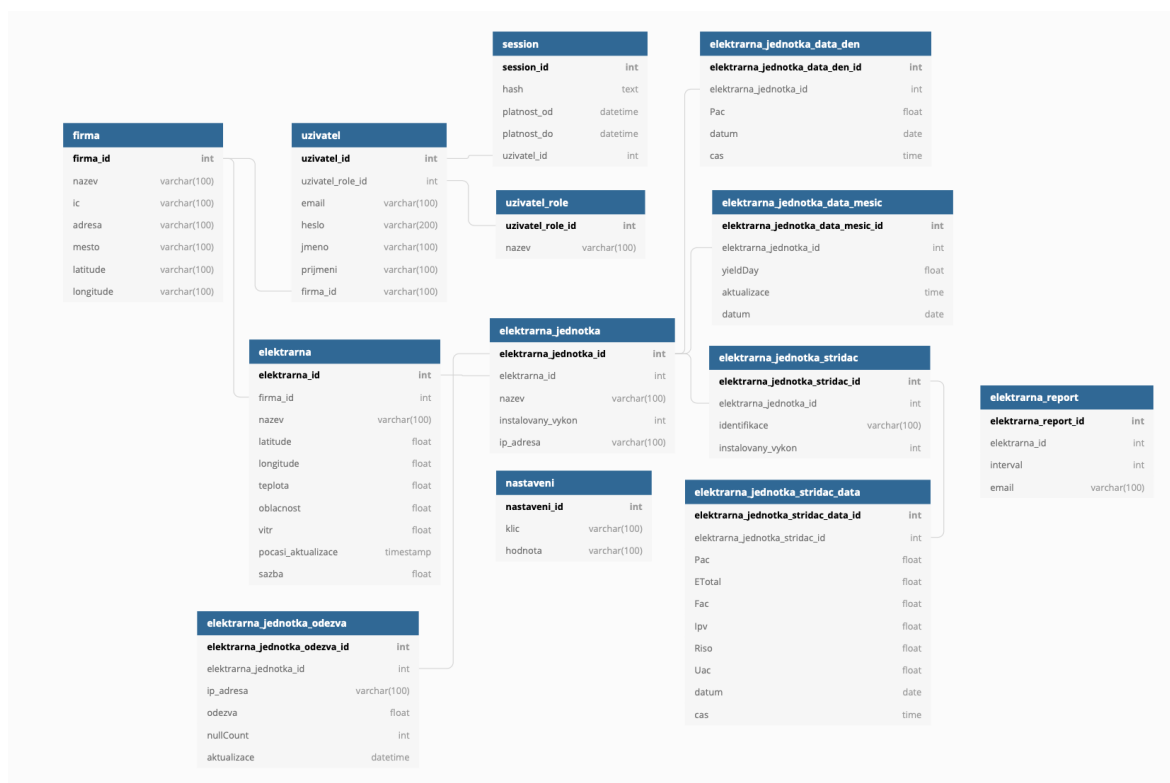 session
session_id int
hash text
platnost_od datetime
platnost_do datetime
uzivatel_id int
elektrarna_jednotka_data_den
elektrarna_jednotka_data_den_id int
elektrarna_jednotka_id int
Pac float
datum date
cas time
firma
firma_id int
nazev varchar(100)
ic varchar(100)
adresa varchar(100)
mesto varchar(100)
latitude varchar(100)
longitude varchar(100)
uzivatel
uzivatel_id int
uzivatel_role_id int
email varchar(100)
heslo varchar(200)
jmeno varchar(100)
prijmeni varchar(100)
firma_id varchar(100)
uzivatel_role
uzivatel_role_id int
nazev varchar(100)
elektrarna_jednotka_data_mesic
elektrarna_jednotka_data_mesic_id int
elektrarna_jednotka_id int
yieldDay float
aktualizace time
datum date
elektrarna
elektrarna_id int
firma_id int
nazev varchar(100)
latitude float
longitude float
teplota float
oblacnost float
vitr float
pocasi_aktualizace timestamp
sazba float
elektrarna_jednotka
elektrarna_jednotka_id int
elektrarna_id int
nazev varchar(100)
instalovany_vykon int
ip_adresa varchar(100)
elektrarna_jednotka_stridac
elektrarna_jednotka_stridac_id int
elektrarna_jednotka_id int
identifikace varchar(100)
instalovany_vykon int
elektrarna_report
elektrarna_report_id int
elektrarna_id int
interval int
email varchar(100)
nastaveni
nastaveni_id int
klic varchar(100)
hodnota varchar(100)
elektrarna_jednotka_stridac_data
elektrarna_jednotka_stridac_data_id int
elektrarna_jednotka_stridac_id int
Pac float
ETotal float
Fac float
Ipv float
Riso float
Uac float
datum date
cas time
elektrarna_jednotka_odezva
elektrarna_jednotka_odezva_id int
elektrarna_jednotka_id int
ip_adresa varchar(100)
odezva float
nullCount int
aktualizace datetime